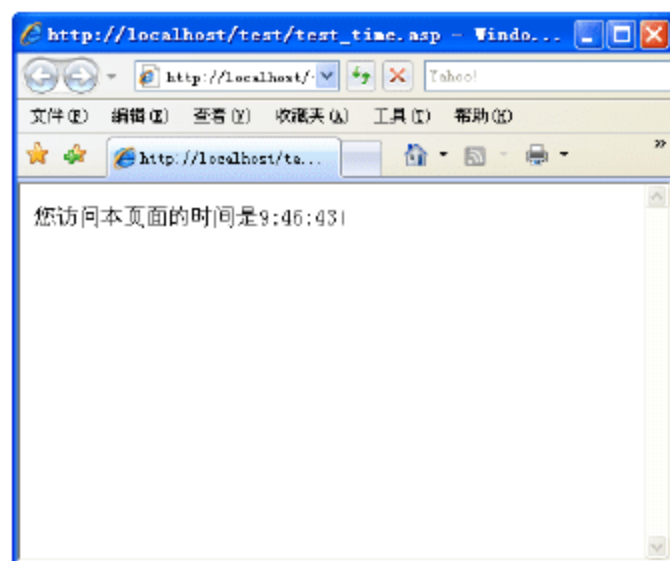 http://localhost/test/test_time.asp - Windo...
http://localhost/· Yahoo!
文件(F) 编辑(E) 查看(V) 收藏夹(A) 工具(T) 帮助(H)
http://localhost/te... »
您访问本页面的时间是9:46:43!